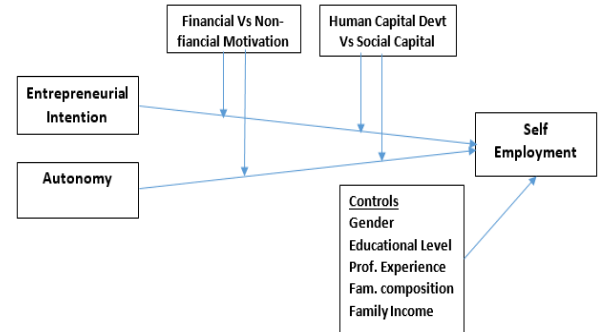 Financial Vs Non-
fiancial Motivation
Human Capital Devt
Vs Social Capital
Entrepreneurial
Intention
Autonomy
Self
Employment
Controls
Gender
Educational Level
Prof. Experience
Fam. composition
Family Income